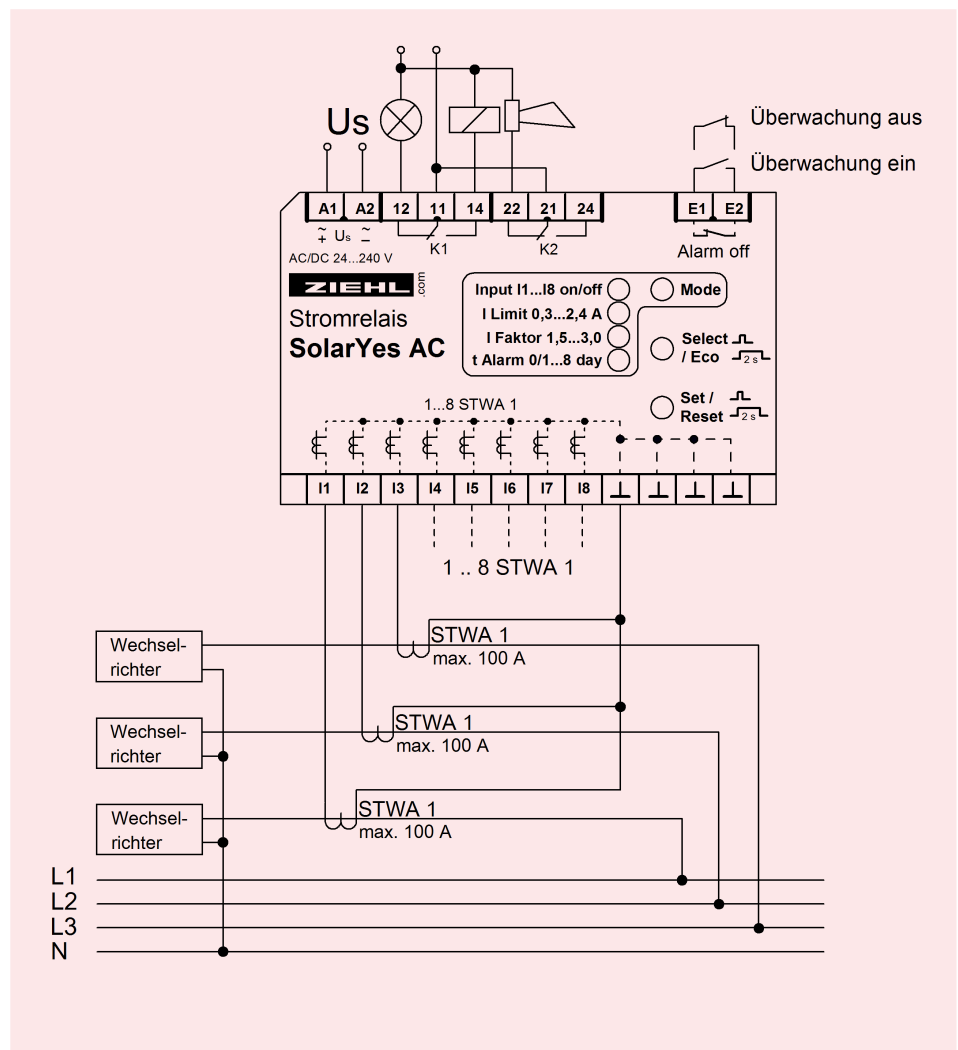 Us
Überwachung aus
Überwachung ein
A1 A2 12 11 14 22 21 24 E1 E2
~ + Us ~ −
K1 K2
Alarm off
AC/DC 24...240 V
ZIEHL .com
Stromrelais
SolarYes AC
Input I1...I8 on/off
I Limit 0,3...2,4 A
I Faktor 1,5...3,0
t Alarm 0/1...8 day
Mode
Select
/ Eco 2 s
Set /
Reset 2 s
1...8 STWA 1
I1 I2 I3 I4 I5 I6 I7 I8
1 .. 8 STWA 1
Wechsel-
richter
STWA 1
max. 100 A
Wechsel-
richter
STWA 1
max. 100 A
Wechsel-
richter
STWA 1
max. 100 A
L1
L2
L3
N